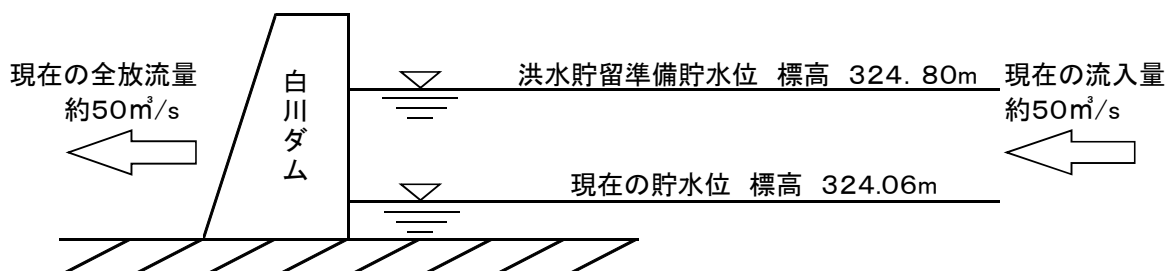 現在の全放流量
約50㎥/s
白川ダム
洪水貯留準備貯水位 標高 324.80m
現在の貯水位 標高 324.06m
現在の流入量
約50㎥/s